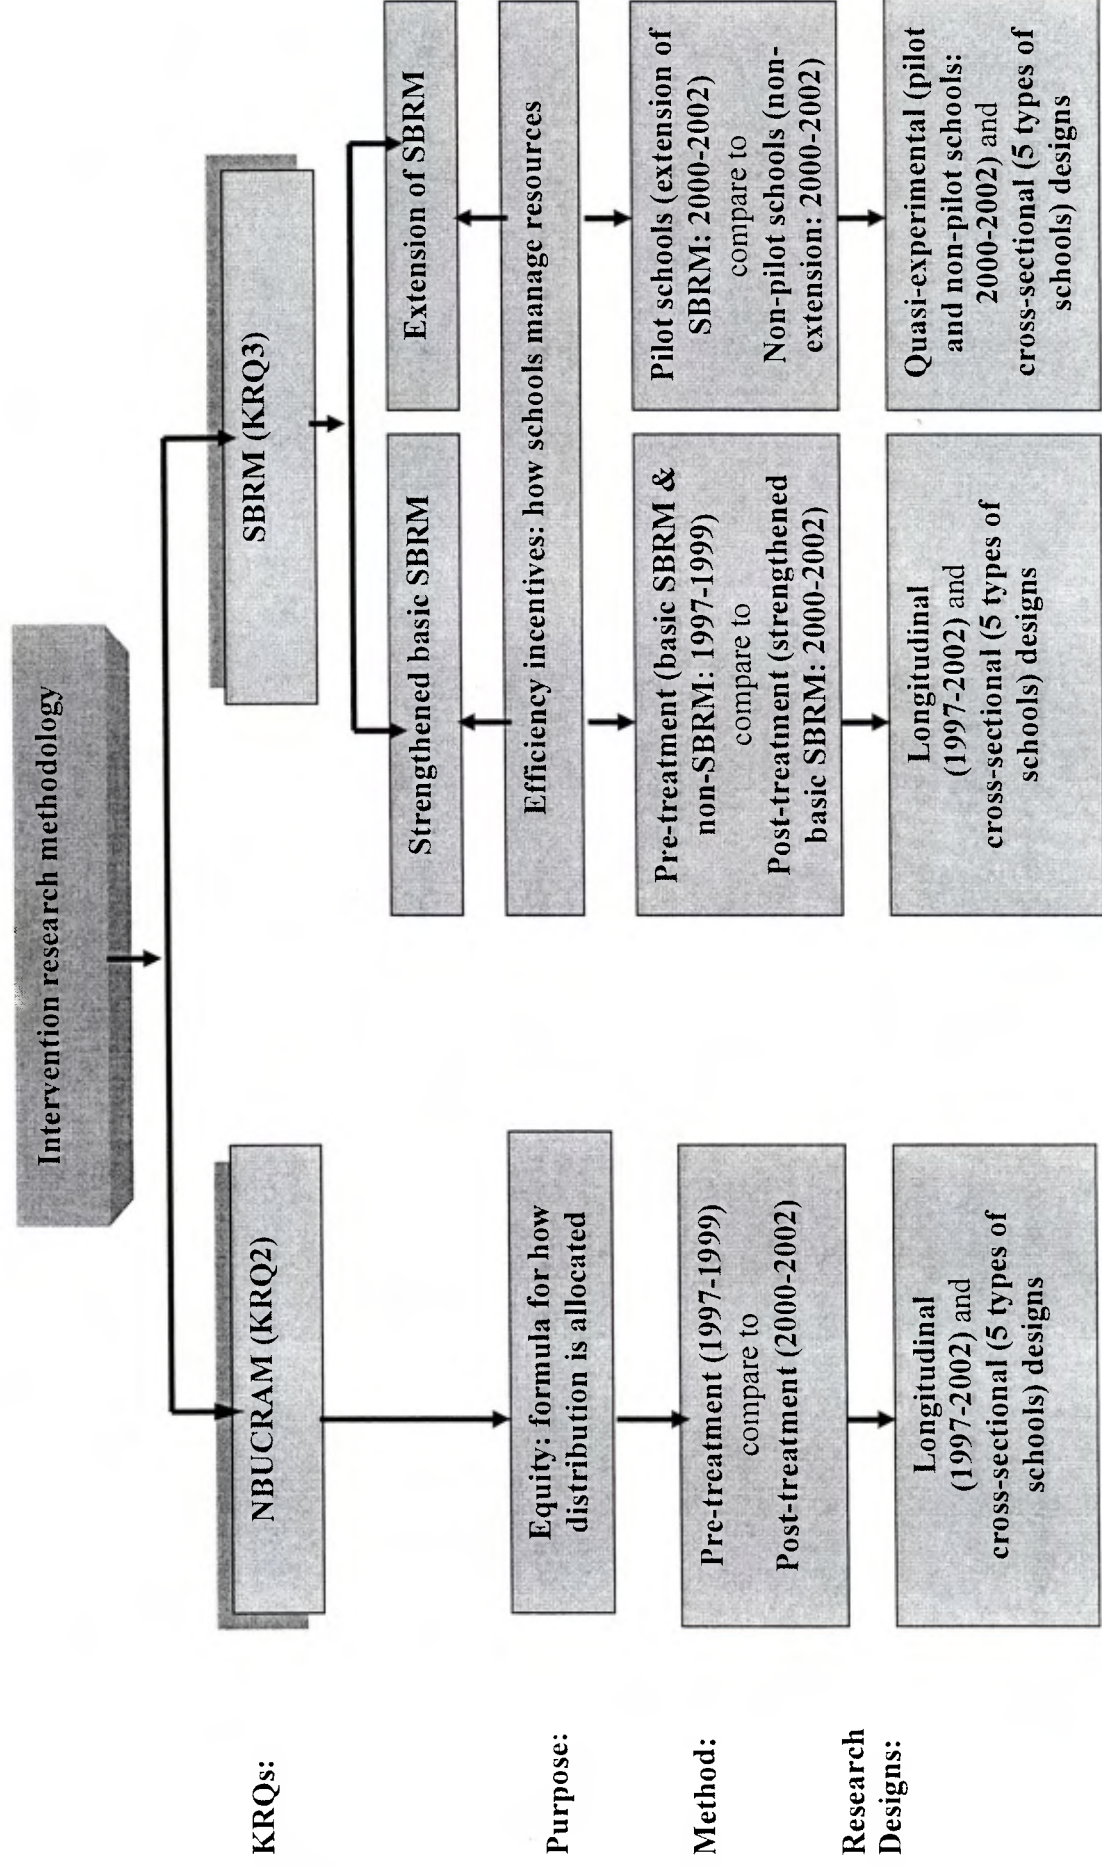 Intervention research methodology
KRQs:
NBUCRAM (KRQ2)
SBRM (KRQ3)
Strengthened basic SBRM
Extension of SBRM
Purpose:
Equity: formula for how
distribution is allocated
Efficiency incentives: how schools manage resources
Method:
Pre-treatment (1997-1999)
compare to
Post-treatment (2000-2002)
Pre-treatment (basic SBRM &
non-SBRM: 1997-1999)
compare to
Post-treatment (strengthened
basic SBRM: 2000-2002)
Pilot schools (extension of
SBRM: 2000-2002)
compare to
Non-pilot schools (non-
extension: 2000-2002)
Research
Designs:
Longitudinal
(1997-2002) and
cross-sectional (5 types of
schools) designs
Longitudinal
(1997-2002) and
cross-sectional (5 types of
schools) designs
Quasi-experimental (pilot
and non-pilot schools:
2000-2002) and
cross-sectional (5 types of
schools) designs